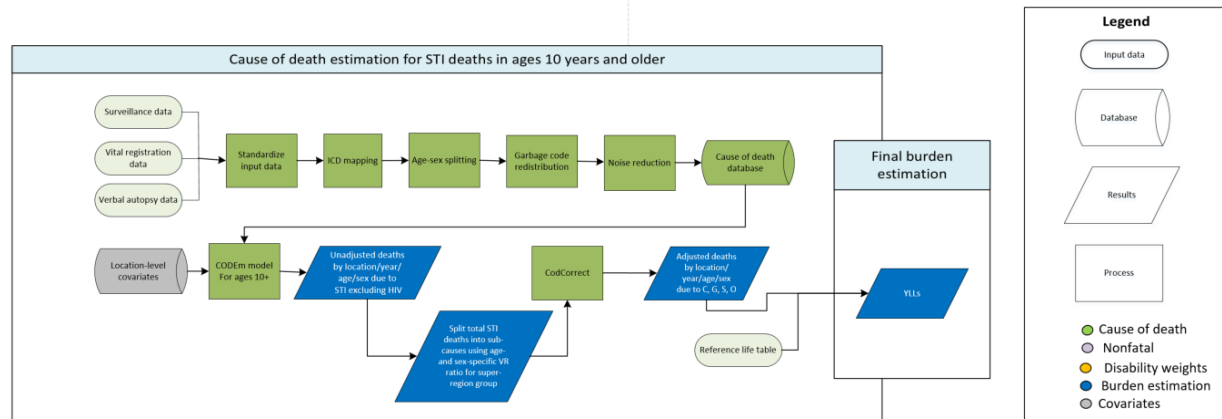 Cause of death estimation for STI deaths in ages 10 years and older
Surveillance data
Vital registration
data
Verbal autopsy data
Standardize
input data
ICD mapping
Age-sex splitting
Garbage code
redistribution
Noise reduction
Cause of death
database
Location-level
covariates
CODEm model
For ages 10+
Unadjusted deaths
by location/year/
age/sex due to
STI excluding HIV
Split total STI
deaths into sub-
causes using age-
and sex-specific VR
ratio for super-
region group
CodCorrect
Adjusted deaths
by location/
year/age/sex
due to C, G, S, O
Reference life table
Final burden
estimation
YLLs
Legend
Input data
Database
Results
Process
Cause of death
Nonfatal
Disability weights
Burden estimation
Covariates